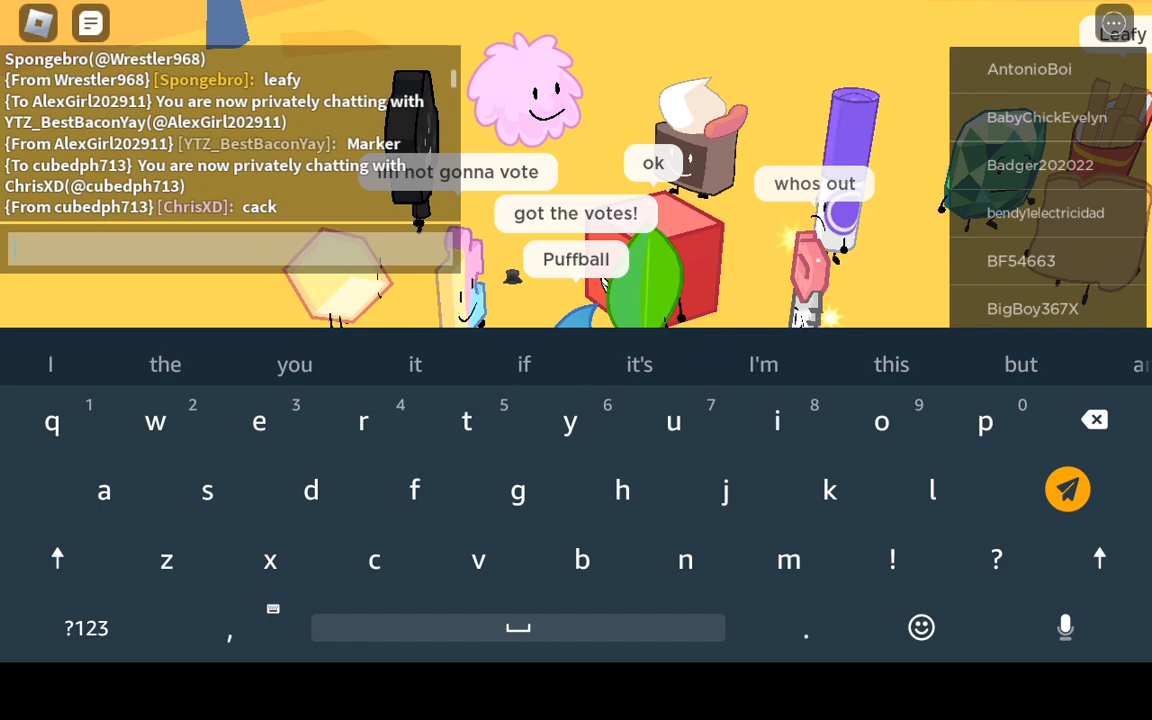 Leafy
Spongebro(@Wrestler968)
{From Wrestler968} [Spongebro]: leafy
{To AlexGirl202911} You are now privately chatting with
YTZ_BestBaconYay(@AlexGirl202911)
{From AlexGirl202911} [YTZ_BestBaconYay]: Marker
{To cubedph713} You are now privately chatting with
ChrisXD(@cubedph713)
{From cubedph713} [ChrisXD]: cack
im not gonna vote
ok
whos out
got the votes!
Puffball
AntonioBoi
BabyChickEvelyn
Badger202022
bendy1electricidad
BF54663
BigBoy367X
I the you it if it's I'm this but
1 2 3 4 5 6 7 8 9 0
q w e r t y u i o p
a s d f g h j k l
z x c v b n m ! ?
?123 , .